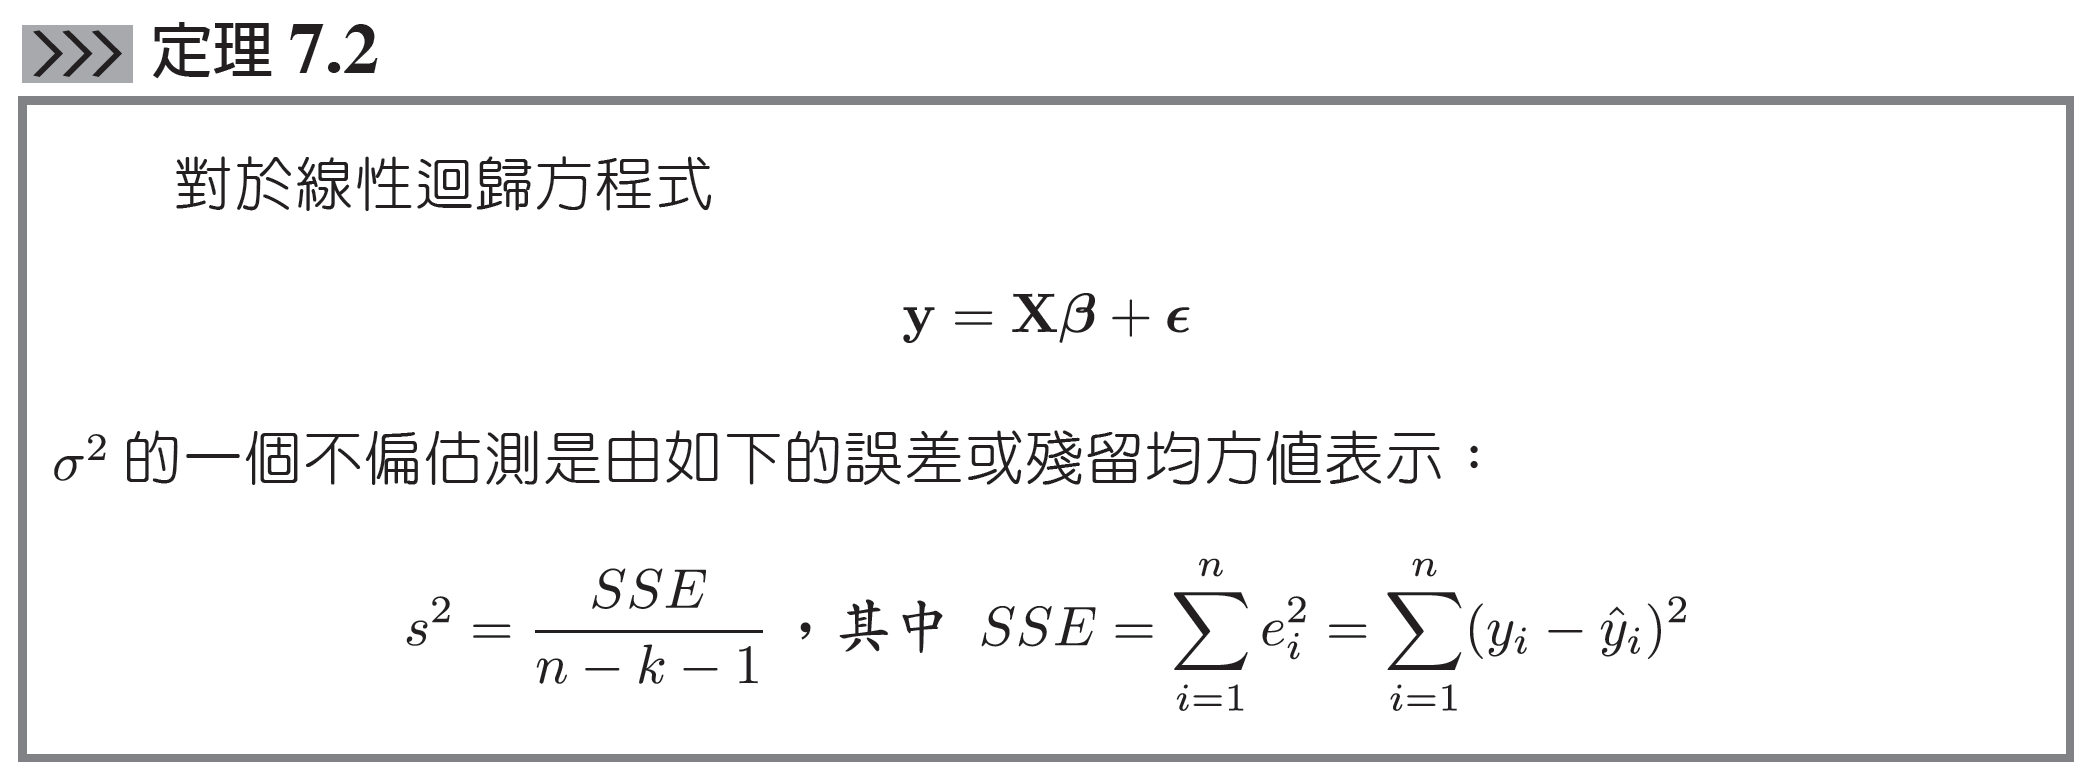 定理 7.2
對於線性迴歸方程式
y = Xβ + ϵ
σ² 的一個不偏估測是由如下的誤差或殘留均方值表示：
s² = SSE / (n − k − 1) ，其中 SSE = ∑_{i=1}^{n} e_i² = ∑_{i=1}^{n} (y_i − ŷ_i)²